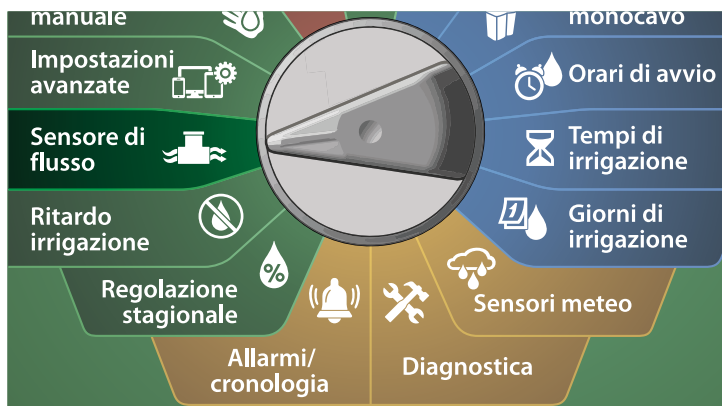 manuale
Impostazioni
avanzate
Sensore di
flusso
Ritardo
irrigazione
Regolazione
stagionale
%
Allarmi/
cronologia
Diagnostica
Sensori meteo
1
Giorni di
irrigazione
Tempi di
irrigazione
Orari di avvio
monocavo